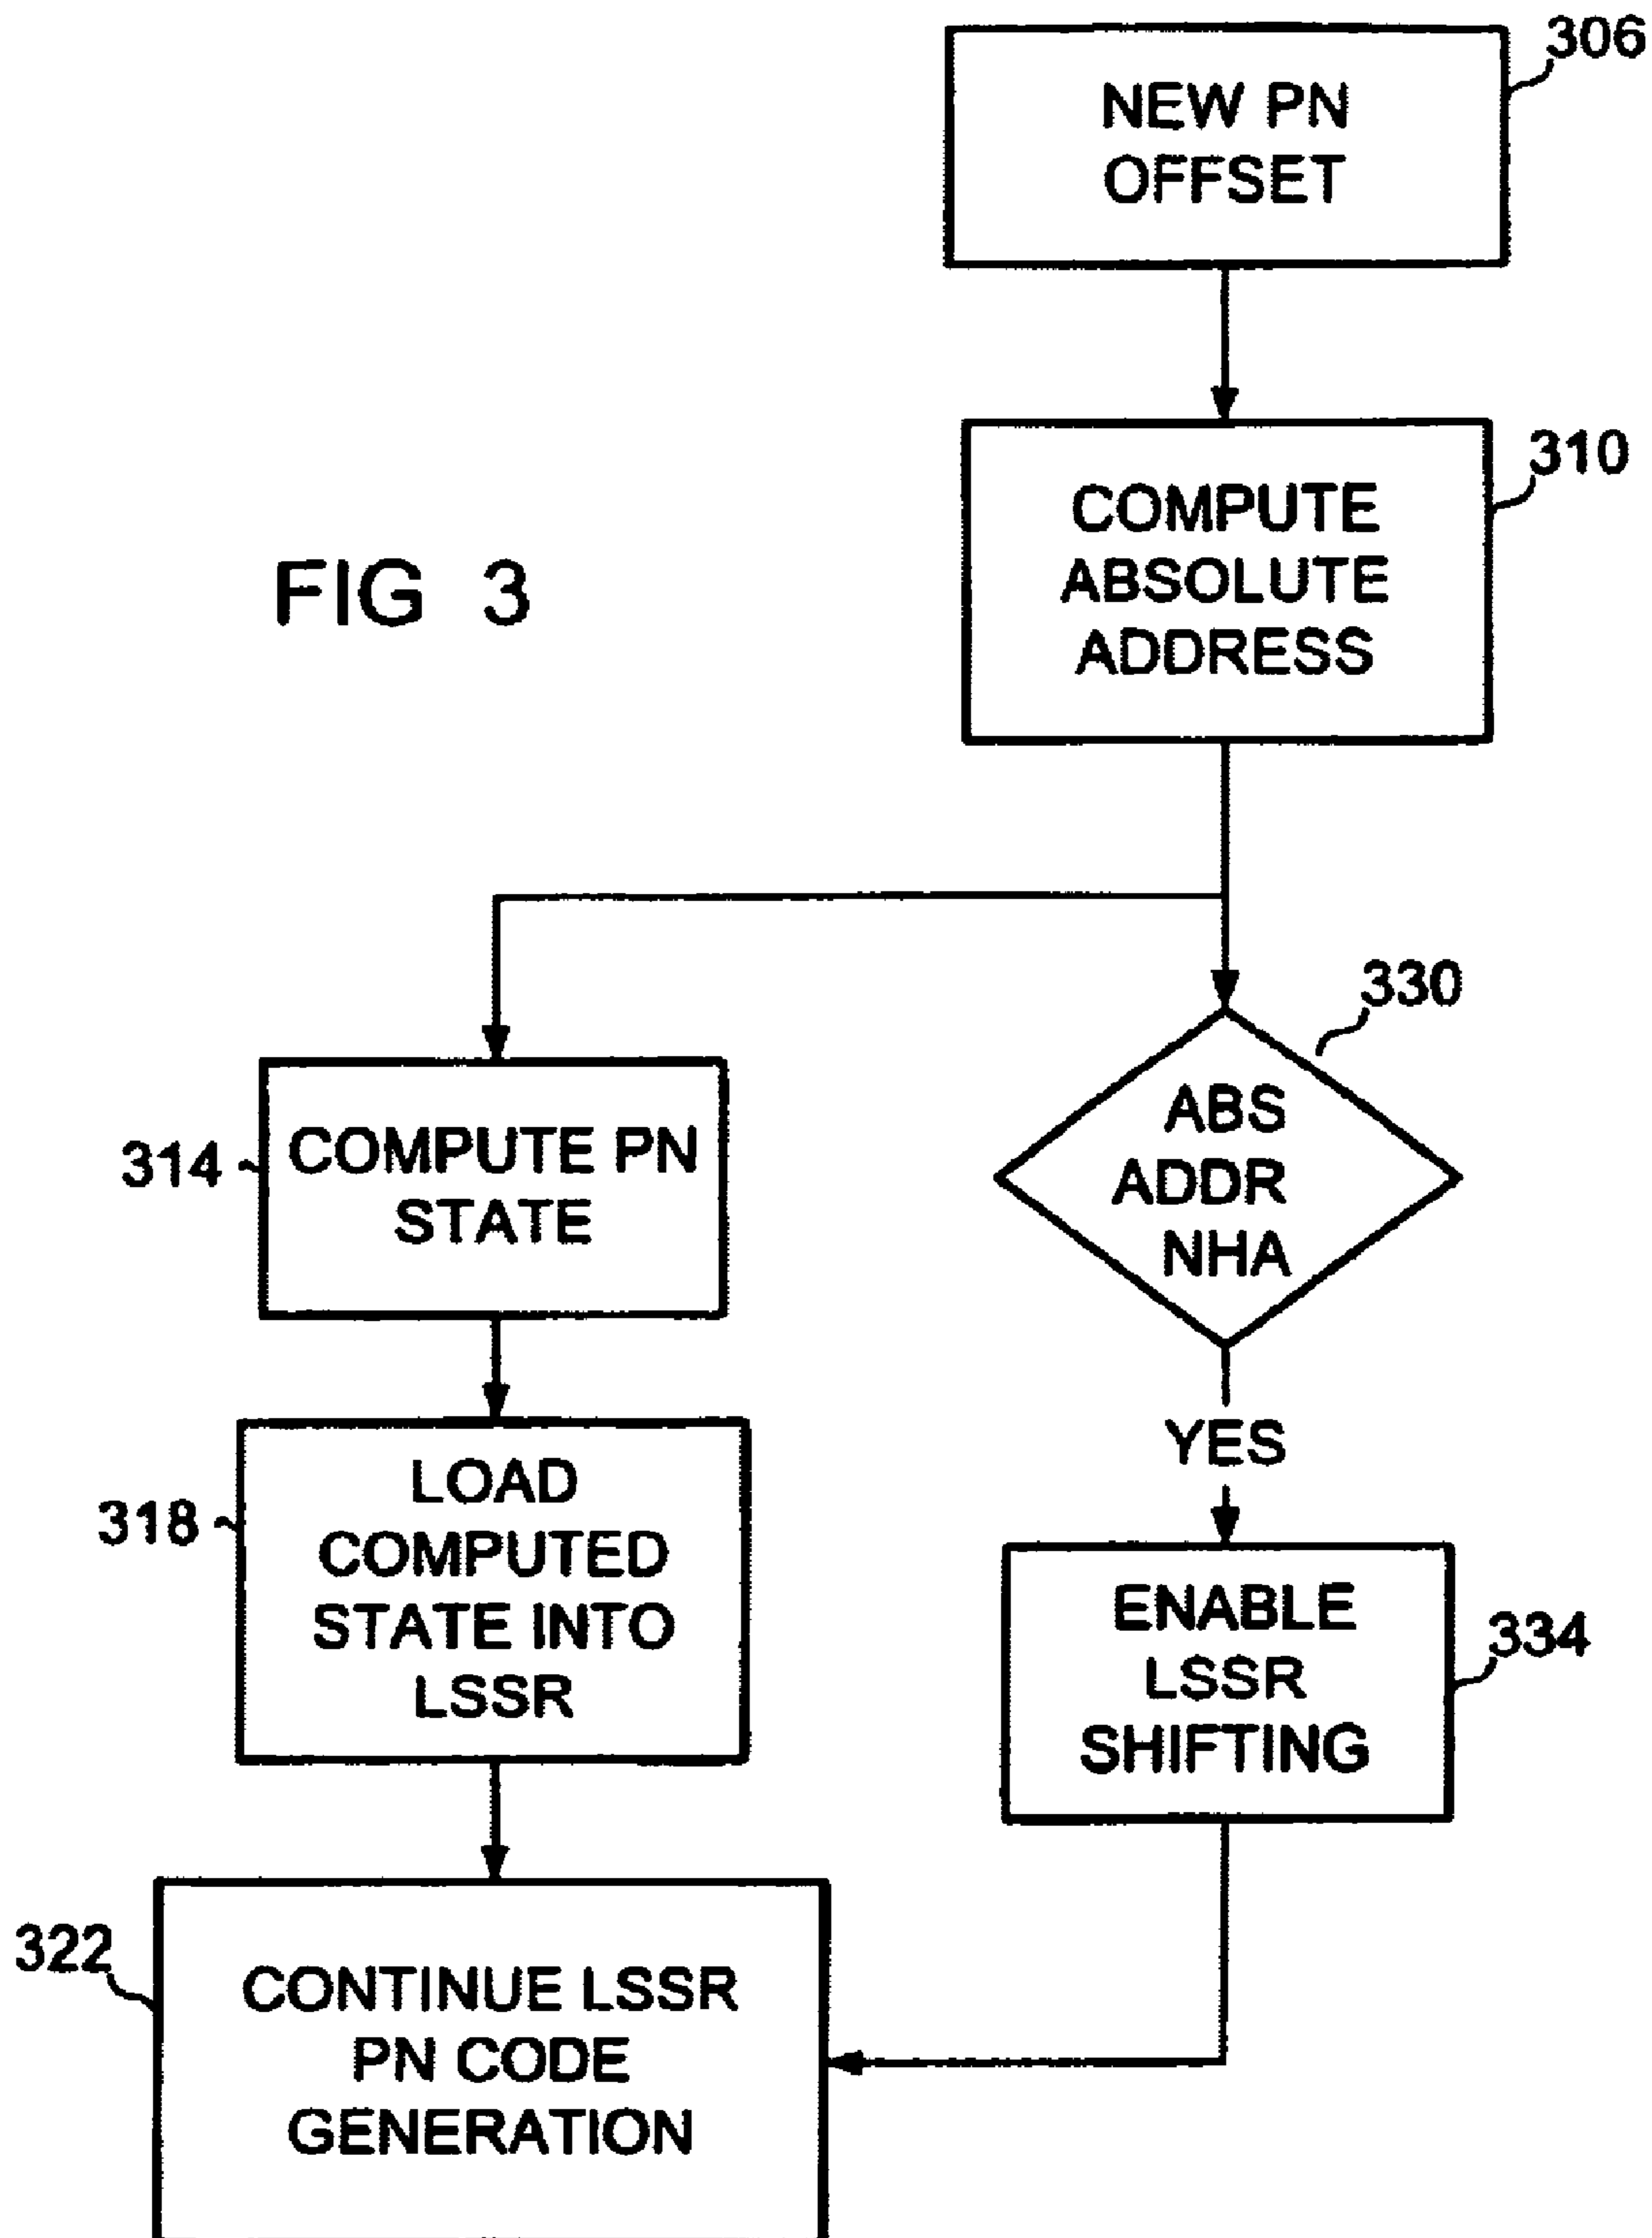 306
NEW PN
OFFSET
310
COMPUTE
ABSOLUTE
ADDRESS
FIG 3
330
ABS
ADDR
NHA
314
COMPUTE PN
STATE
YES
318
LOAD
COMPUTED
STATE INTO
LSSR
334
ENABLE
LSSR
SHIFTING
322
CONTINUE LSSR
PN CODE
GENERATION